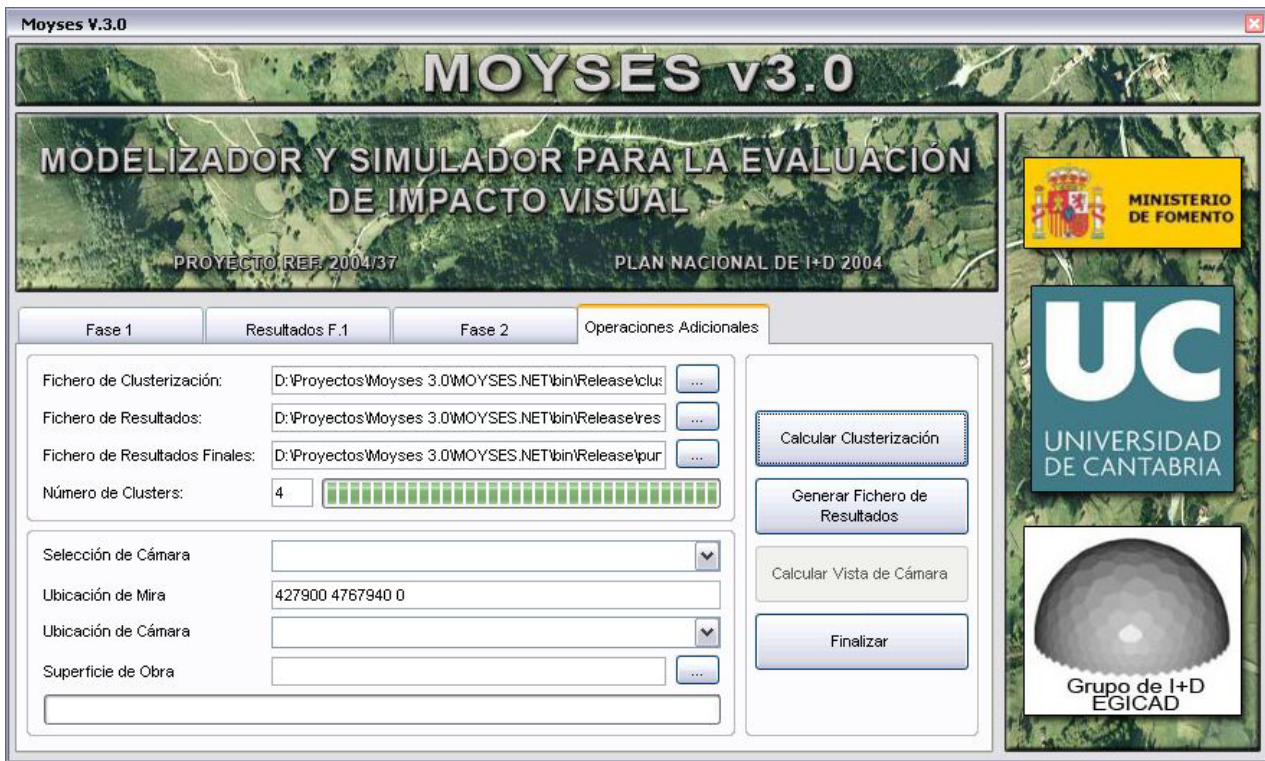 Moyses V.3.0
MOYSES v3.0
MODELIZADOR Y SIMULADOR PARA LA EVALUACIÓN
DE IMPACTO VISUAL
PROYECTO REF. 2004/37
PLAN NACIONAL DE I+D 2004
MINISTERIO
DE FOMENTO
UC
UNIVERSIDAD
DE CANTABRIA
Grupo de I+D
EGICAD
Fase 1
Resultados F.1
Fase 2
Operaciones Adicionales
Fichero de Clusterización:
D:\Proyectos\Moyses 3.0\MOYSES.NET\bin\Release\clus
...
Fichero de Resultados:
D:\Proyectos\Moyses 3.0\MOYSES.NET\bin\Release\res
...
Fichero de Resultados Finales:
D:\Proyectos\Moyses 3.0\MOYSES.NET\bin\Release\pun
...
Número de Clusters:
4
Selección de Cámara
Ubicación de Mira
427900 4767940 0
Ubicación de Cámara
Superficie de Obra
...
Calcular Clusterización
Generar Fichero de
Resultados
Calcular Vista de Cámara
Finalizar